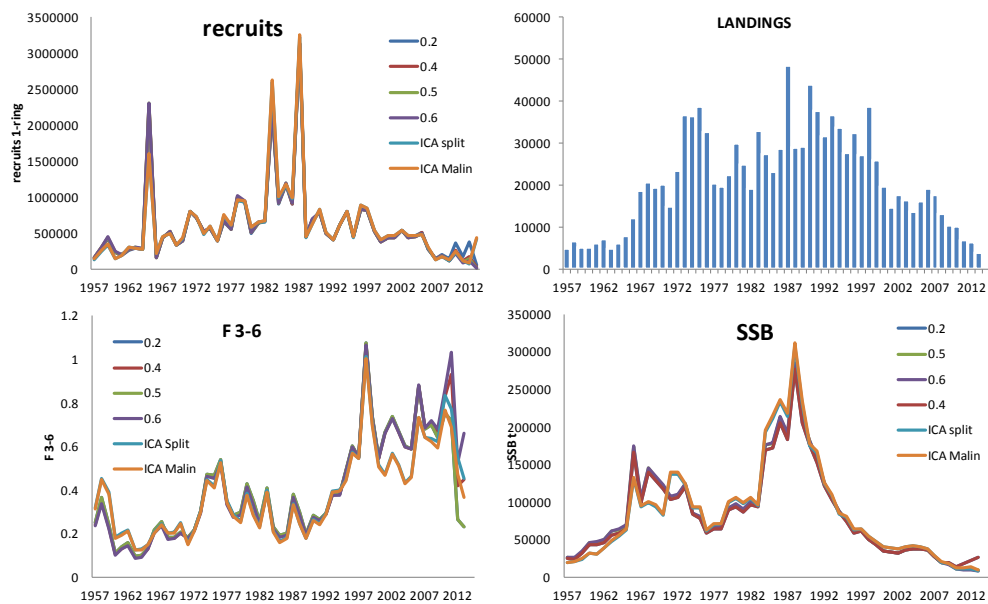 recruits
recruits 1-ring
3500000
3000000
2500000
2000000
1500000
1000000
500000
0
1957 1962 1967 1972 1977 1982 1987 1992 1997 2002 2007 2012
0.2
0.4
0.5
0.6
ICA split
ICA Malin
LANDINGS
60000
50000
40000
30000
20000
10000
0
1957 1962 1967 1972 1977 1982 1987 1992 1997 2002 2007 2012
F 3-6
F 3-6
1.2
1
0.8
0.6
0.4
0.2
0
1957 1962 1967 1972 1977 1982 1987 1992 1997 2002 2007 2012
0.2
0.4
0.5
0.6
ICA Split
ICA Malin
SSB
SSB t
350000
300000
250000
200000
150000
100000
50000
0
1957 1962 1967 1972 1977 1982 1987 1992 1997 2002 2007 2012
0.2
0.5
0.6
0.4
ICA split
ICA Malin